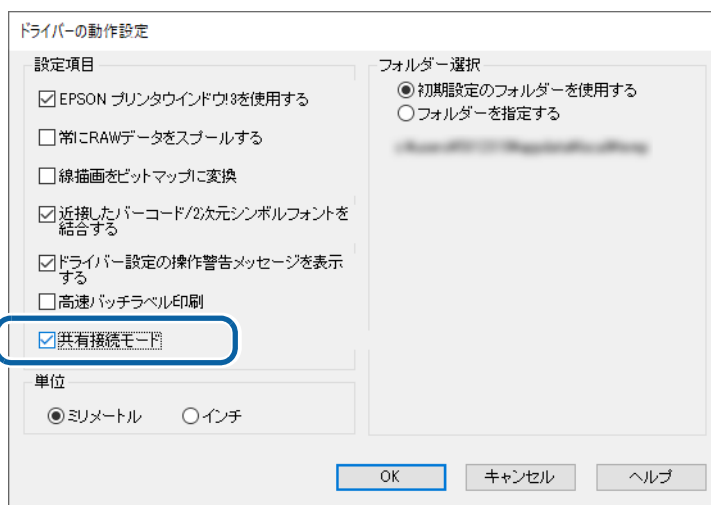 ドライバーの動作設定
設定項目
EPSON プリンタウインドウ!3を使用する
常にRAWデータをスプールする
線描画をビットマップに変換
近接したバーコード/2次元シンボルフォントを
結合する
ドライバー設定の操作警告メッセージを表示
する
高速バッチラベル印刷
共有接続モード
単位
ミリメートル インチ
フォルダー選択
初期設定のフォルダーを使用する
フォルダーを指定する
OK キャンセル ヘルプ